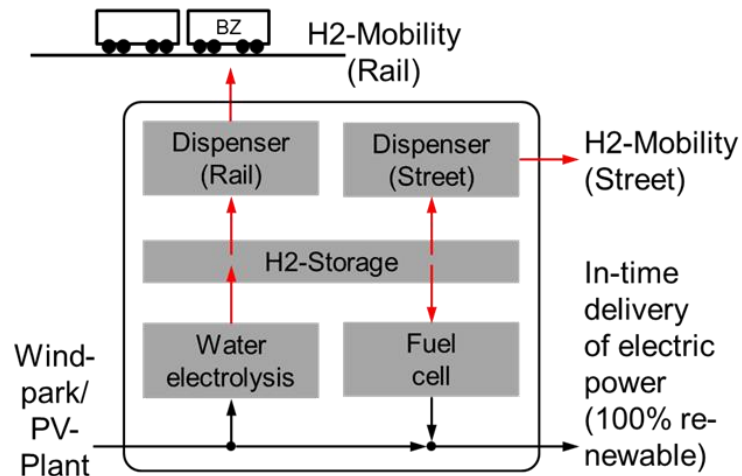 BZ
H2-Mobility
(Rail)
Dispenser
(Rail)
Dispenser
(Street)
H2-Mobility
(Street)
H2-Storage
Water
electrolysis
Fuel
cell
Wind-
park/
PV-
Plant
In-time
delivery
of electric
power
(100% re-
newable)